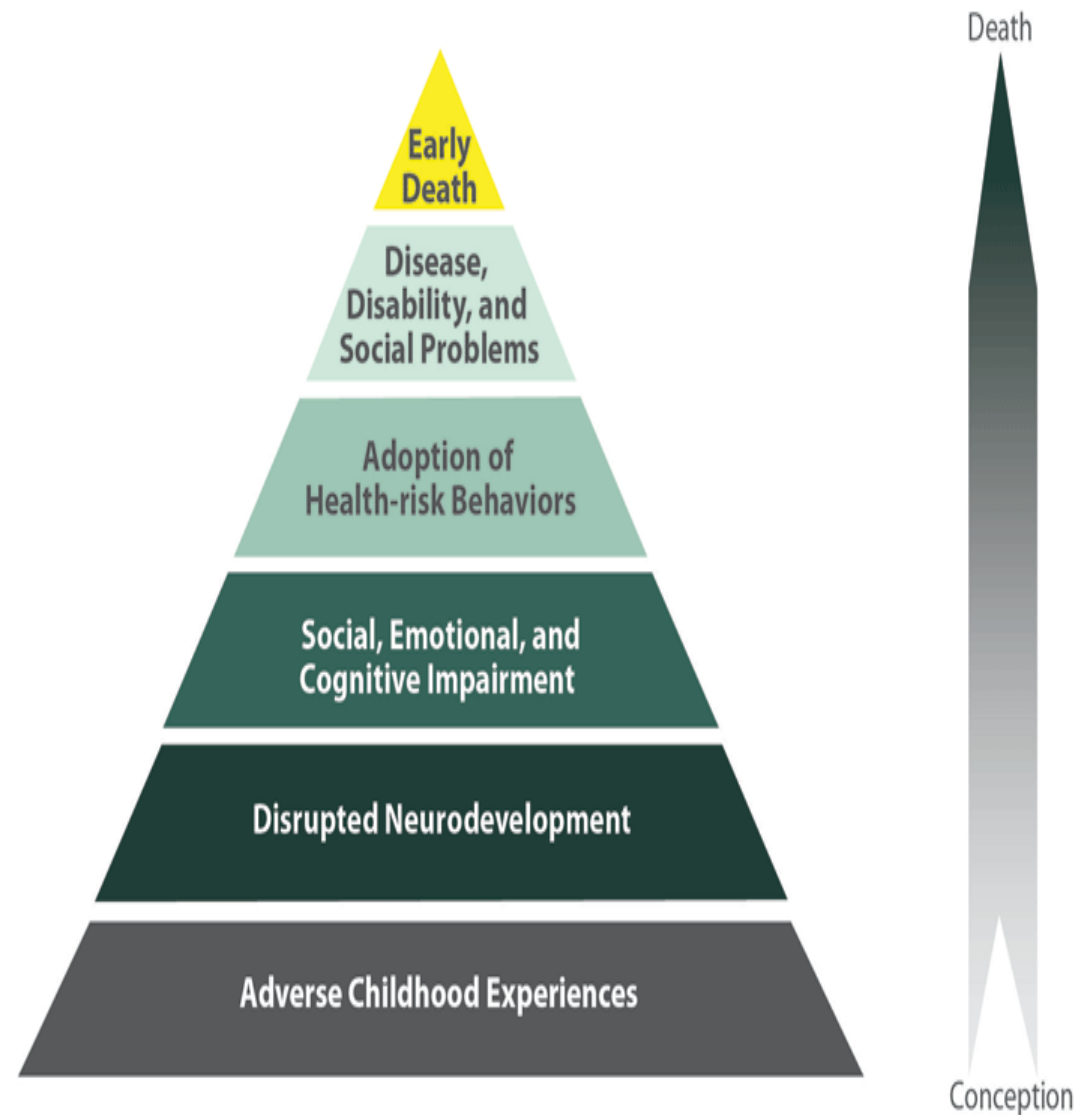 Death
Early
Death
Disease,
Disability, and
Social Problems
Adoption of
Health-risk Behaviors
Social, Emotional, and
Cognitive Impairment
Disrupted Neurodevelopment
Adverse Childhood Experiences
Conception